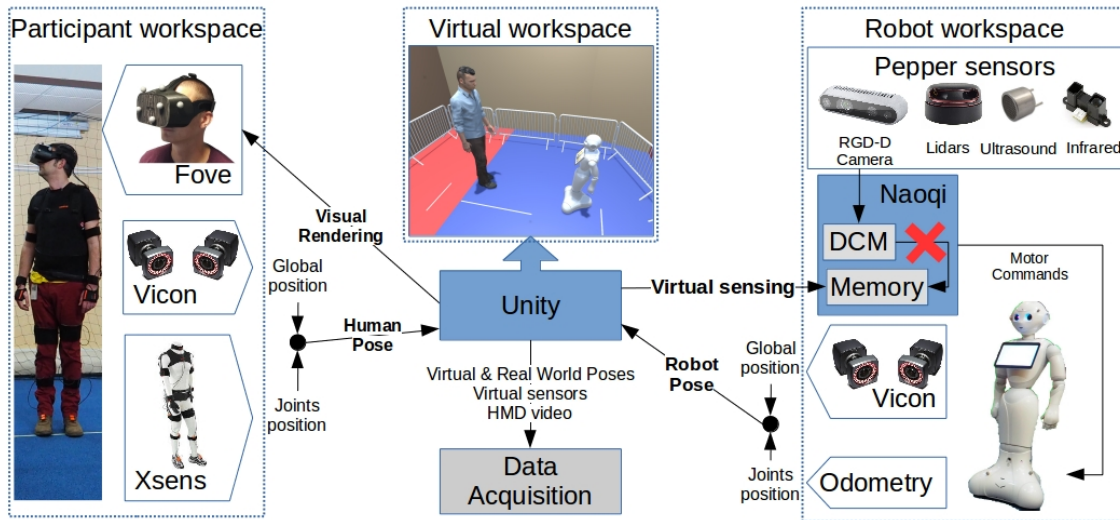 Participant workspace
Fove
Vicon
Xsens
Global
position
Joints
position
Visual
Rendering
Human
Pose
Virtual workspace
Unity
Virtual & Real World Poses
Virtual sensors
HMD video
Data
Acquisition
Virtual sensing
Robot
Pose
Global
position
Joints
position
Robot workspace
Pepper sensors
RGD-D
Camera
Lidars
Ultrasound
Infrared
Naoqi
DCM
Memory
Motor
Commands
Vicon
Odometry